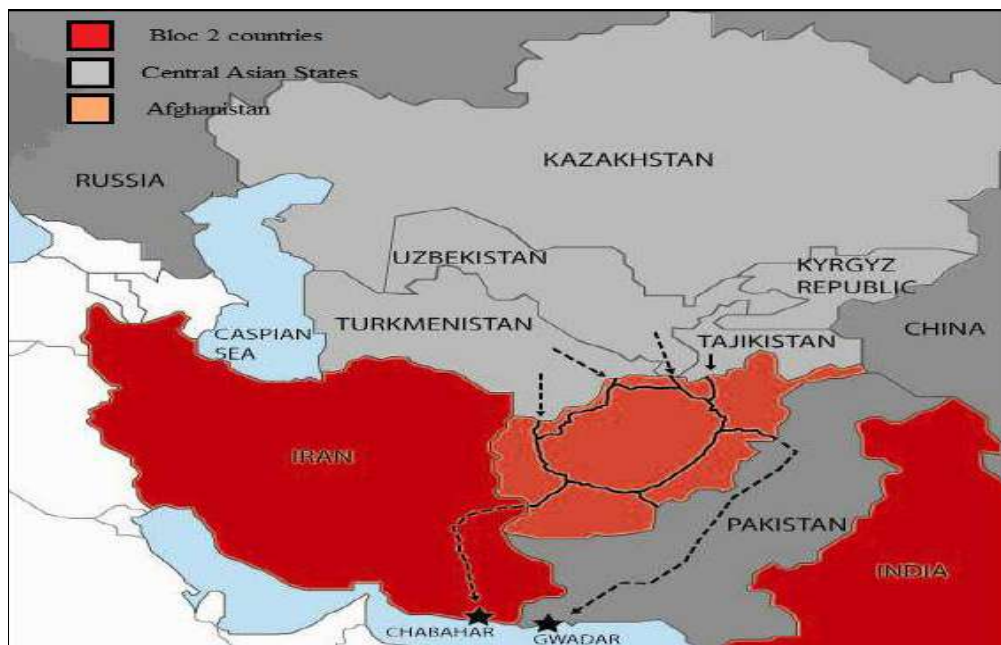 Bloc 2 countries
Central Asian States
Afghanistan
KAZAKHSTAN
RUSSIA
UZBEKISTAN
KYRGYZ
REPUBLIC
CASPIAN
SEA
TURKMENISTAN
TAJIKISTAN
CHINA
IRAN
PAKISTAN
INDIA
CHABAHAR
GWADAR